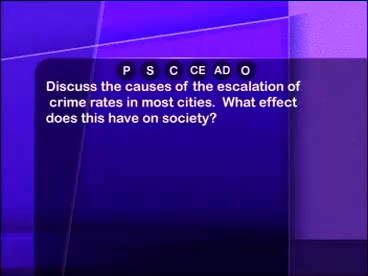 P S C CE AD O
Discuss the causes of the escalation of
crime rates in most cities. What effect
does this have on society?